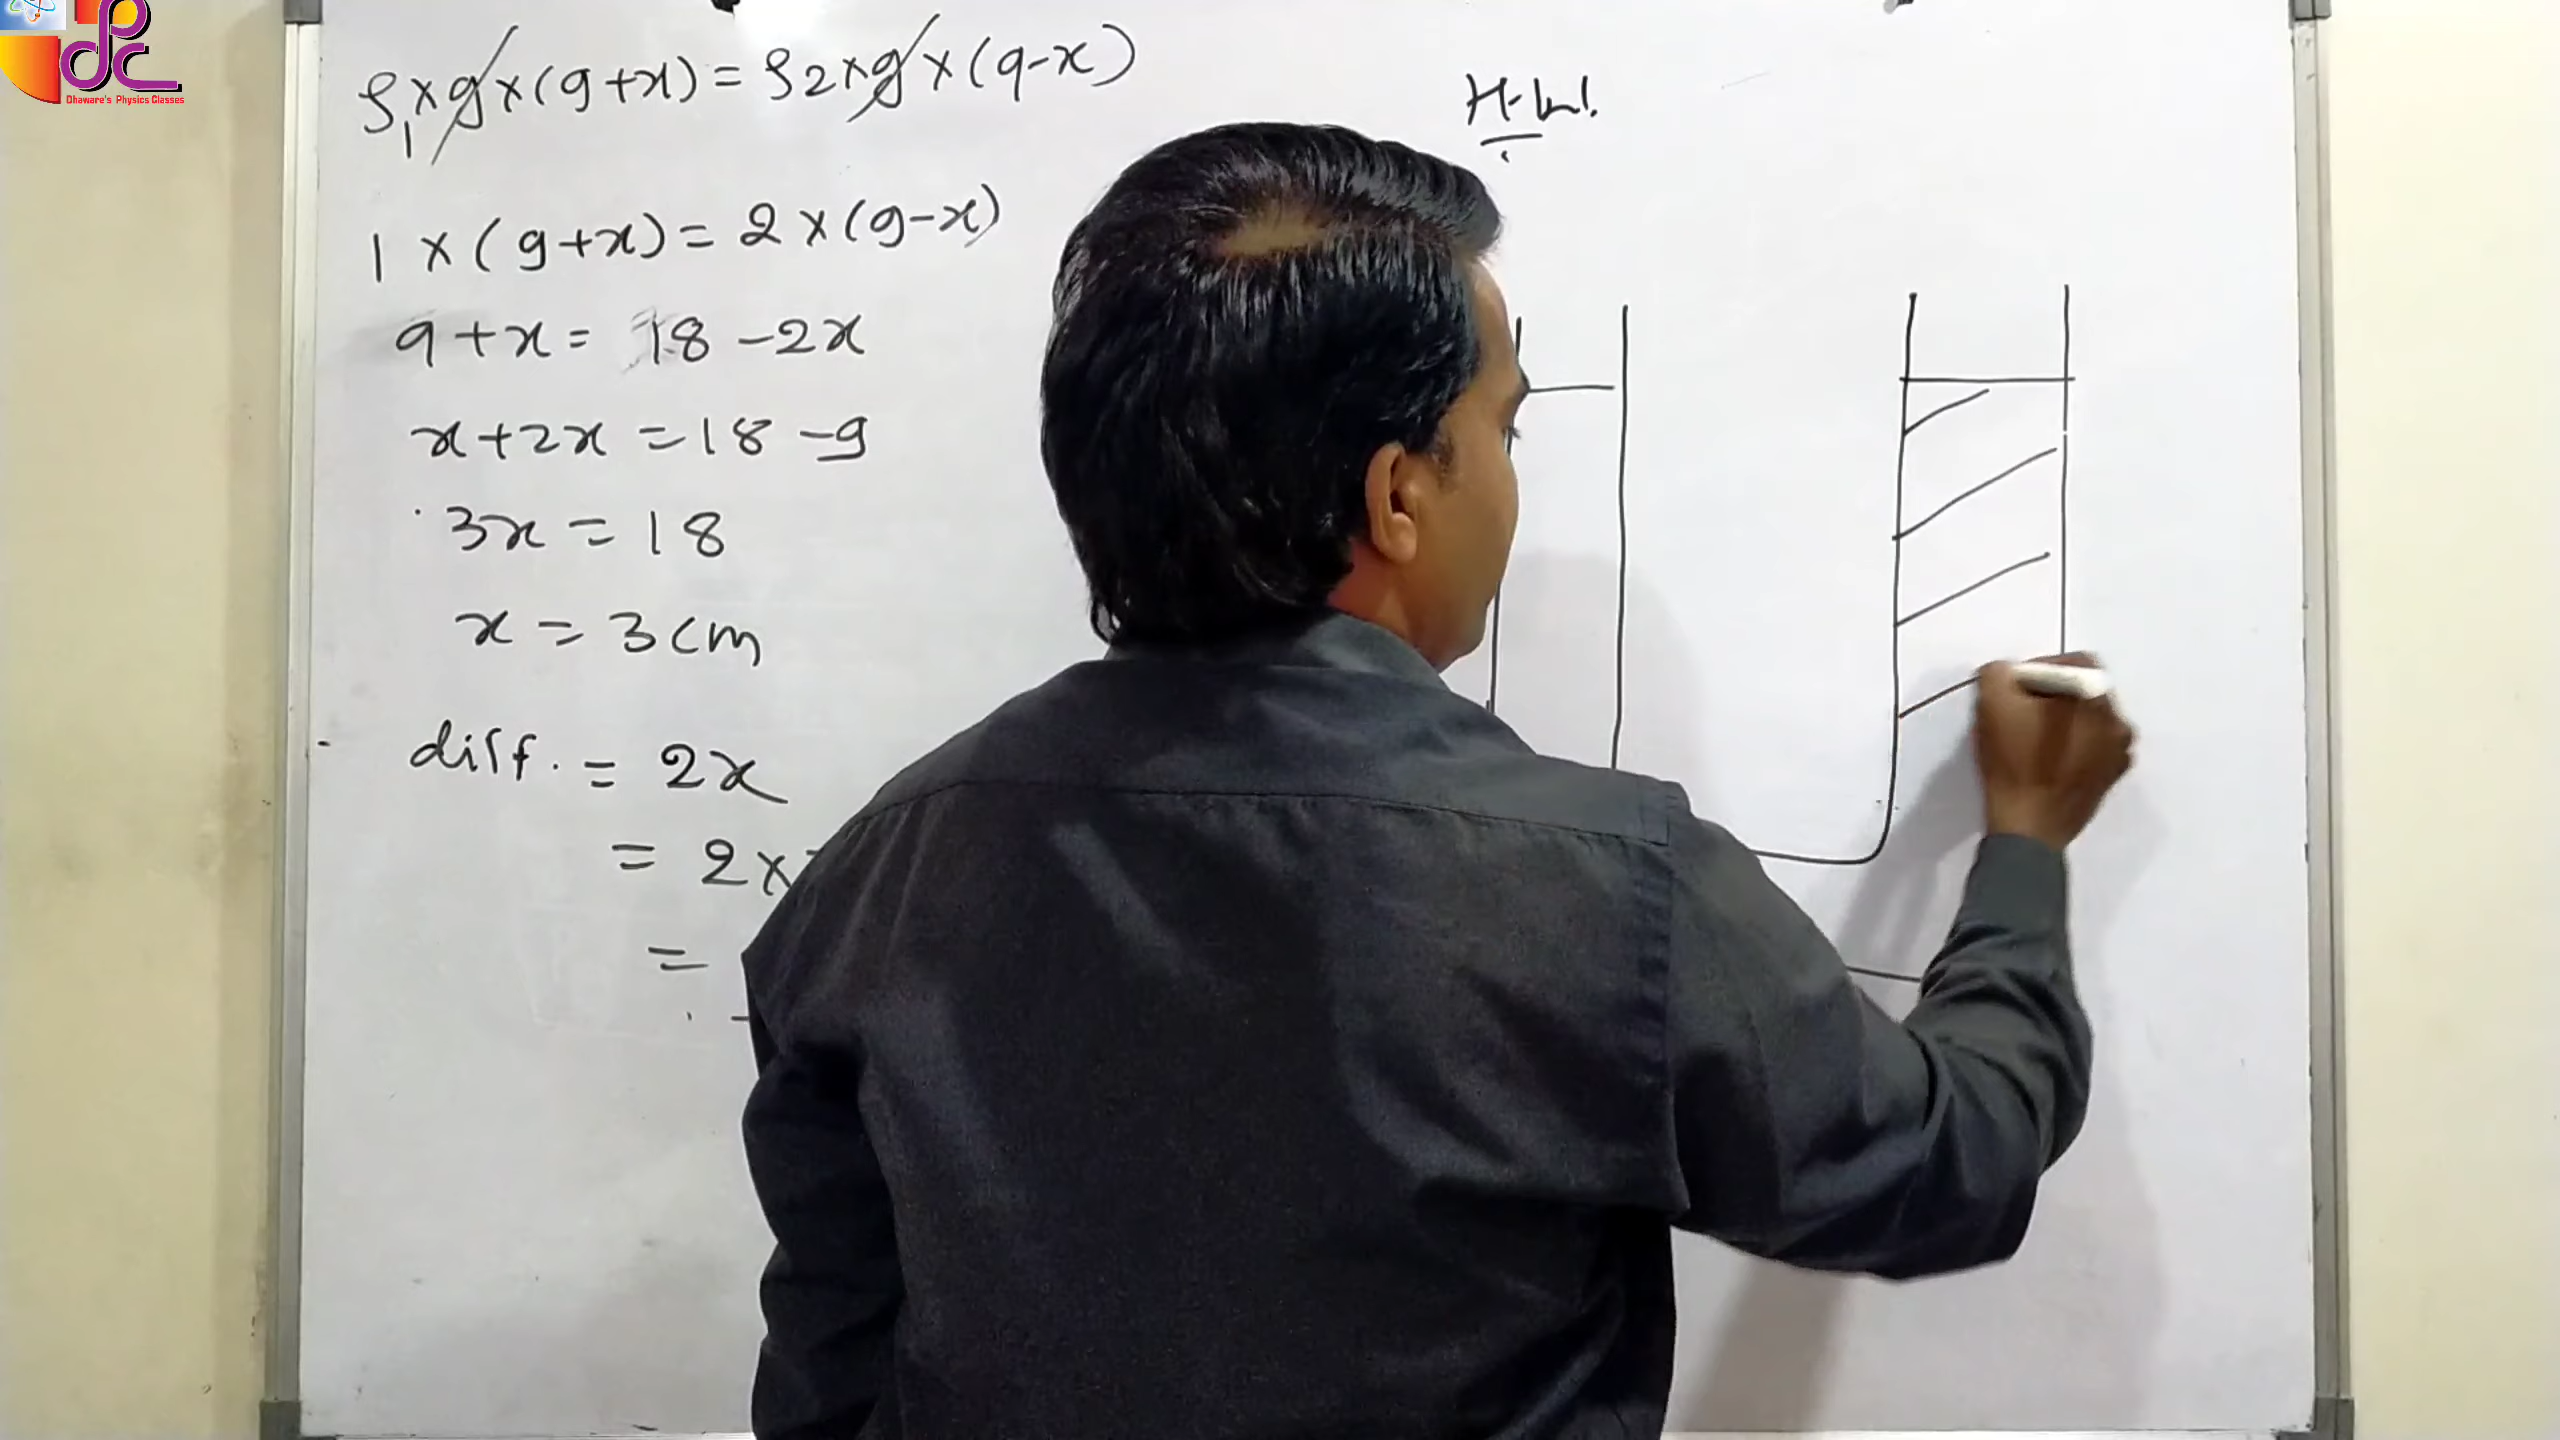 dpc
Dhaware's Physics Classes
ρ₁×g×(9+x) = ρ2×g×(9-x)
1 × (9+x) = 2 × (9-x)
9+x = 18 -2x
x+2x = 18 -9
3x = 18
x = 3cm
diff. = 2x
= 2x
=